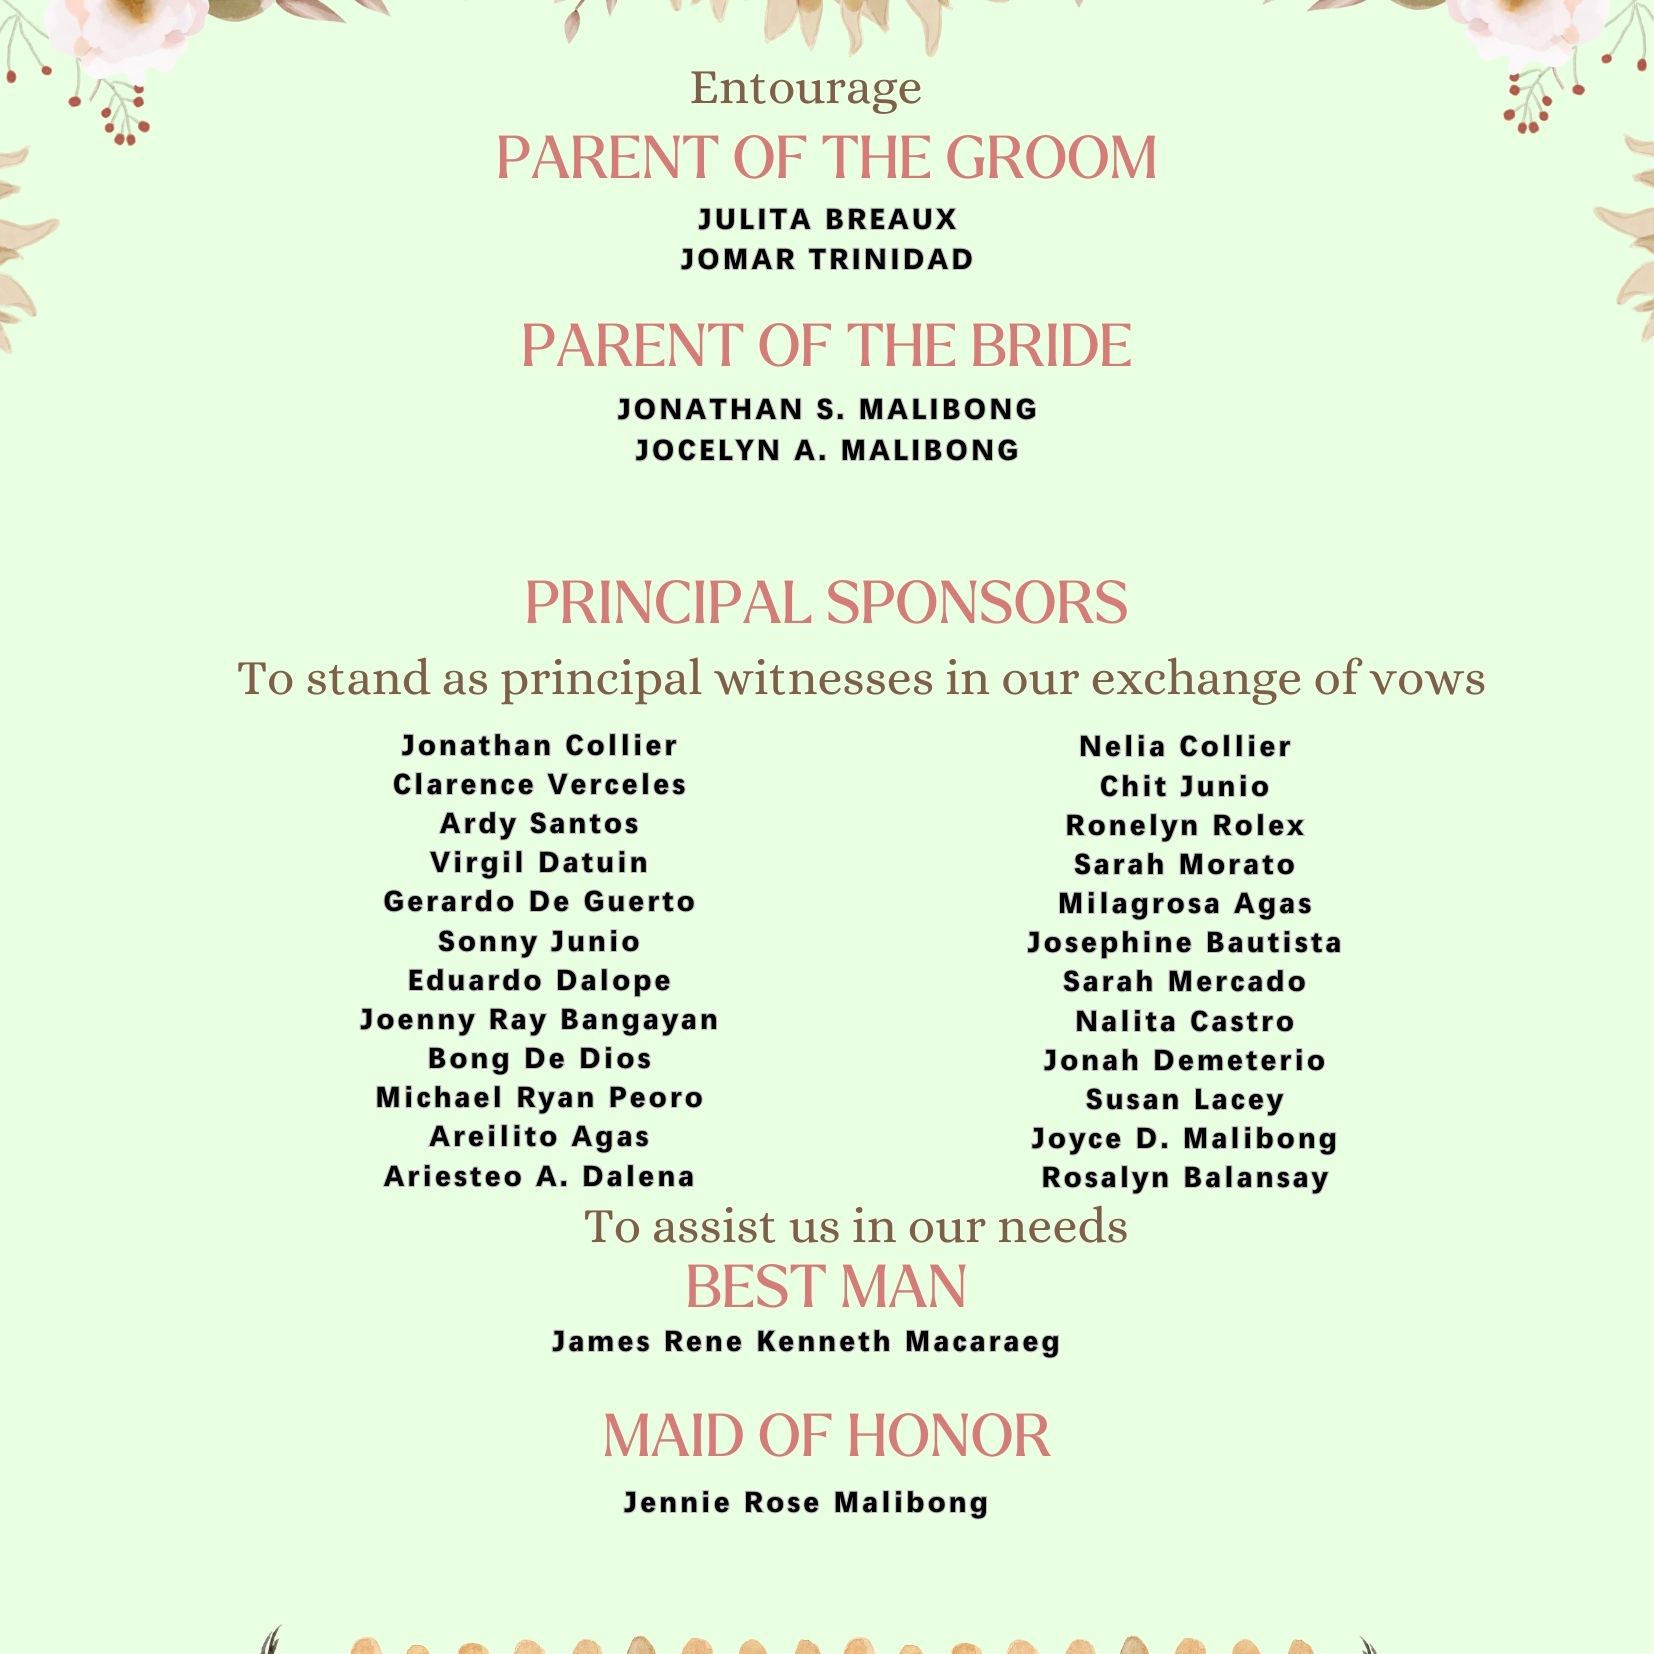 Entourage
PARENT OF THE GROOM
JULITA BREAUX
JOMAR TRINIDAD
PARENT OF THE BRIDE
JONATHAN S. MALIBONG
JOCELYN A. MALIBONG
PRINCIPAL SPONSORS
To stand as principal witnesses in our exchange of vows
Jonathan Collier
Clarence Verceles
Ardy Santos
Virgil Datuin
Gerardo De Guerto
Sonny Junio
Eduardo Dalope
Joenny Ray Bangayan
Bong De Dios
Michael Ryan Peoro
Areilito Agas
Ariesteo A. Dalena
Nelia Collier
Chit Junio
Ronelyn Rolex
Sarah Morato
Milagrosa Agas
Josephine Bautista
Sarah Mercado
Nalita Castro
Jonah Demeterio
Susan Lacey
Joyce D. Malibong
Rosalyn Balansay
To assist us in our needs
BEST MAN
James Rene Kenneth Macaraeg
MAID OF HONOR
Jennie Rose Malibong